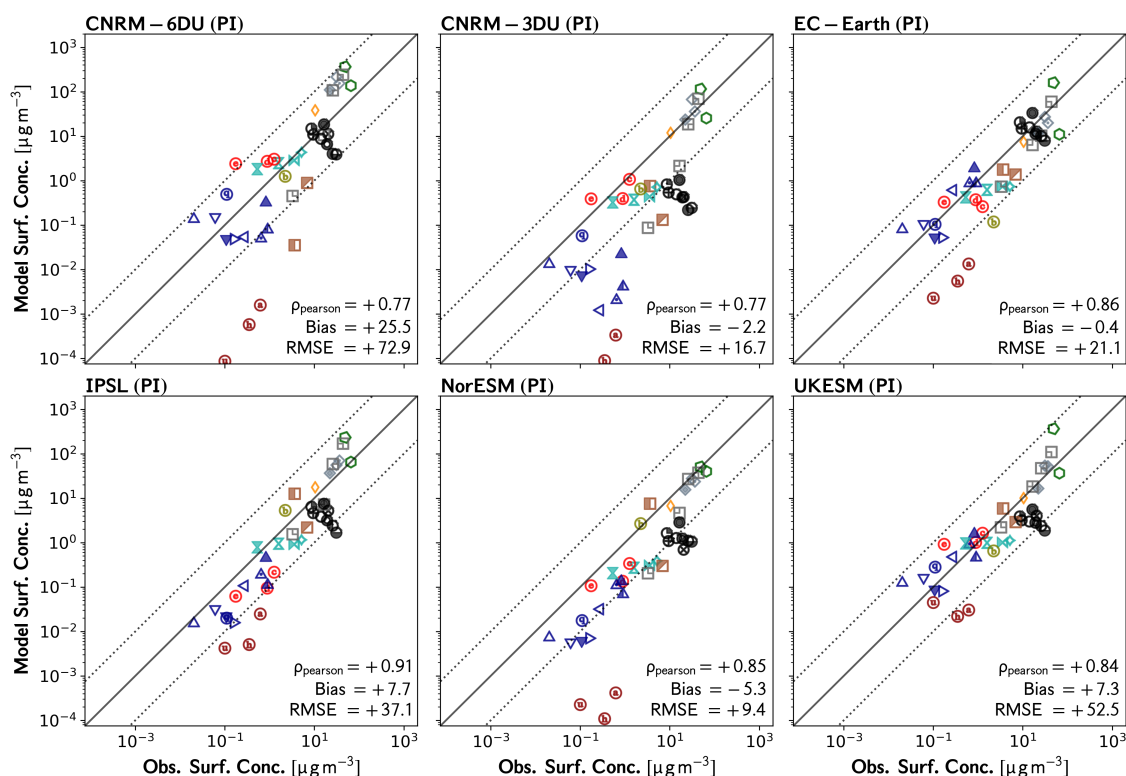 CNRM − 6DU (PI)
CNRM − 3DU (PI)
EC − Earth (PI)
Model Surf. Conc. [µg m⁻³]
10³
10²
10¹
10⁰
10⁻¹
10⁻²
10⁻³
10⁻⁴
ρpearson = +0.77
Bias = +25.5
RMSE = +72.9
ρpearson = +0.77
Bias = −2.2
RMSE = +16.7
ρpearson = +0.86
Bias = −0.4
RMSE = +21.1
IPSL (PI)
NorESM (PI)
UKESM (PI)
Model Surf. Conc. [µg m⁻³]
10³
10²
10¹
10⁰
10⁻¹
10⁻²
10⁻³
10⁻⁴
ρpearson = +0.91
Bias = +7.7
RMSE = +37.1
ρpearson = +0.85
Bias = −5.3
RMSE = +9.4
ρpearson = +0.84
Bias = +7.3
RMSE = +52.5
10⁻³ 10⁻¹ 10¹ 10³
10⁻³ 10⁻¹ 10¹ 10³
10⁻³ 10⁻¹ 10¹ 10³
Obs. Surf. Conc. [µg m⁻³]
Obs. Surf. Conc. [µg m⁻³]
Obs. Surf. Conc. [µg m⁻³]